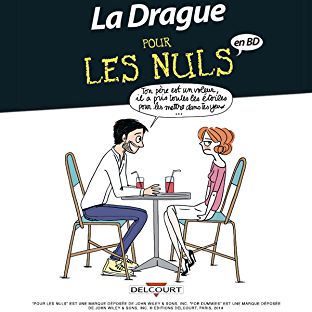 La Drague
POUR
LES NULS
en BD
Ton père est un voleur,
il a pris toutes les étoiles
pour les mettre dans tes yeux
...
DELCOURT
"POUR LES NULS" EST UNE MARQUE DÉPOSÉE DE JOHN WILEY & SONS, INC. "FOR DUMMIES" EST UNE MARQUE DÉPOSÉE
DE JOHN WILEY & SONS, INC. © ÉDITIONS DELCOURT, PARIS, 2014